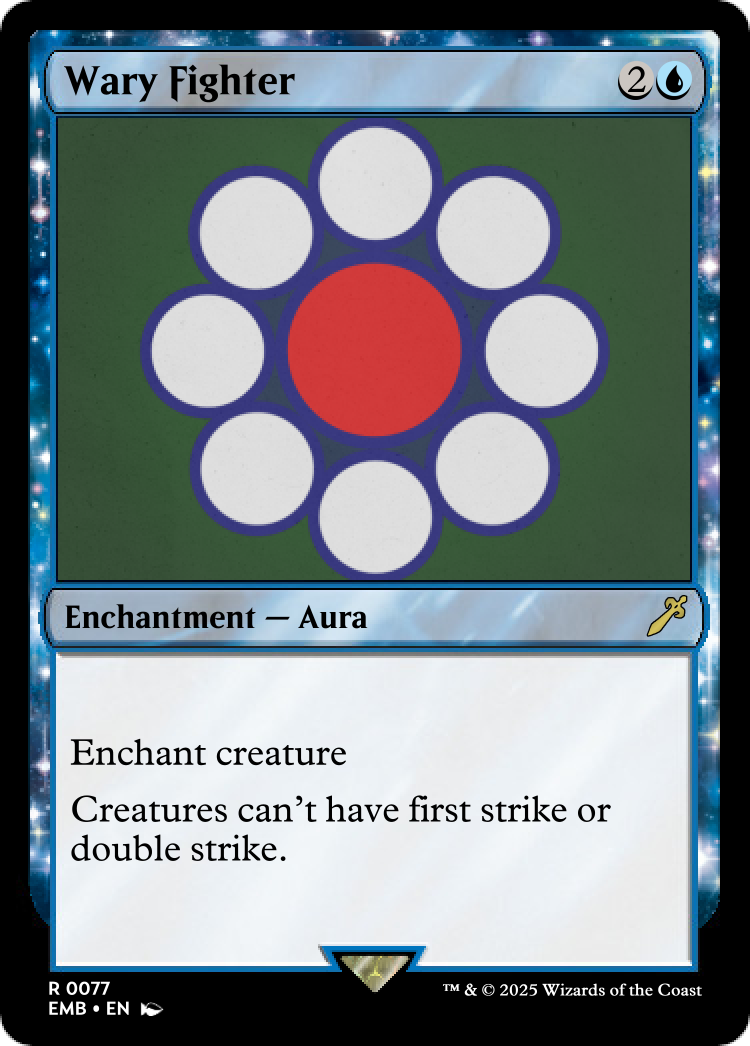 Wary Fighter 2
Enchantment — Aura
Enchant creature
Creatures can't have first strike or
double strike.
R 0077
EMB • EN
™ & © 2025 Wizards of the Coast